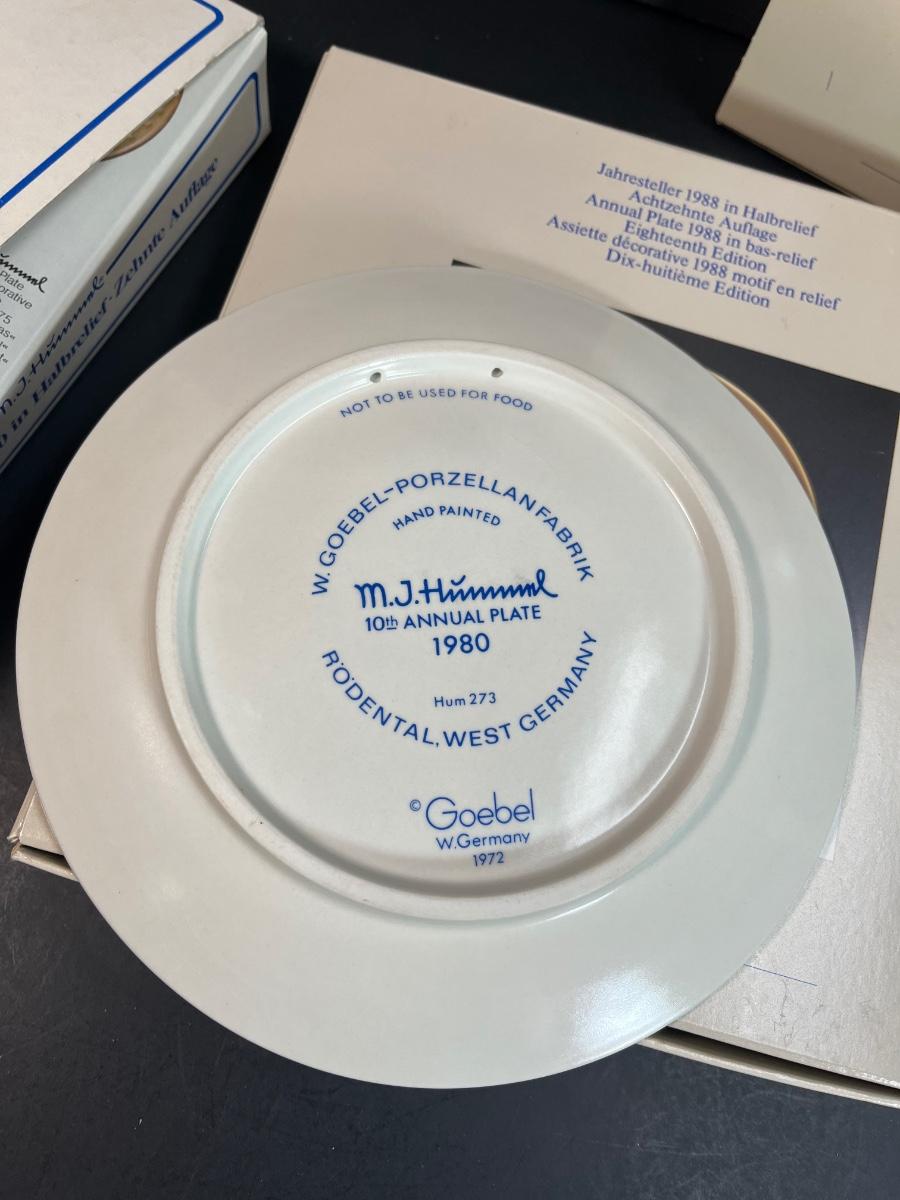 Jahresteller 1988 in Halbrelief
Achtzehnte Auflage
Annual Plate 1988 in bas-relief
Eighteenth Edition
Assiette décorative 1988 motif en relief
Dix-huitième Edition
Plate
75
M.J. Hummel
in Halbrelief · Zehnte Auflage
NOT TO BE USED FOR FOOD
W. GOEBEL-PORZELLANFABRIK
HAND PAINTED
M.J. Hummel
10th ANNUAL PLATE
1980
Hum 273
RÖDENTAL, WEST GERMANY
© Goebel
W.Germany
1972